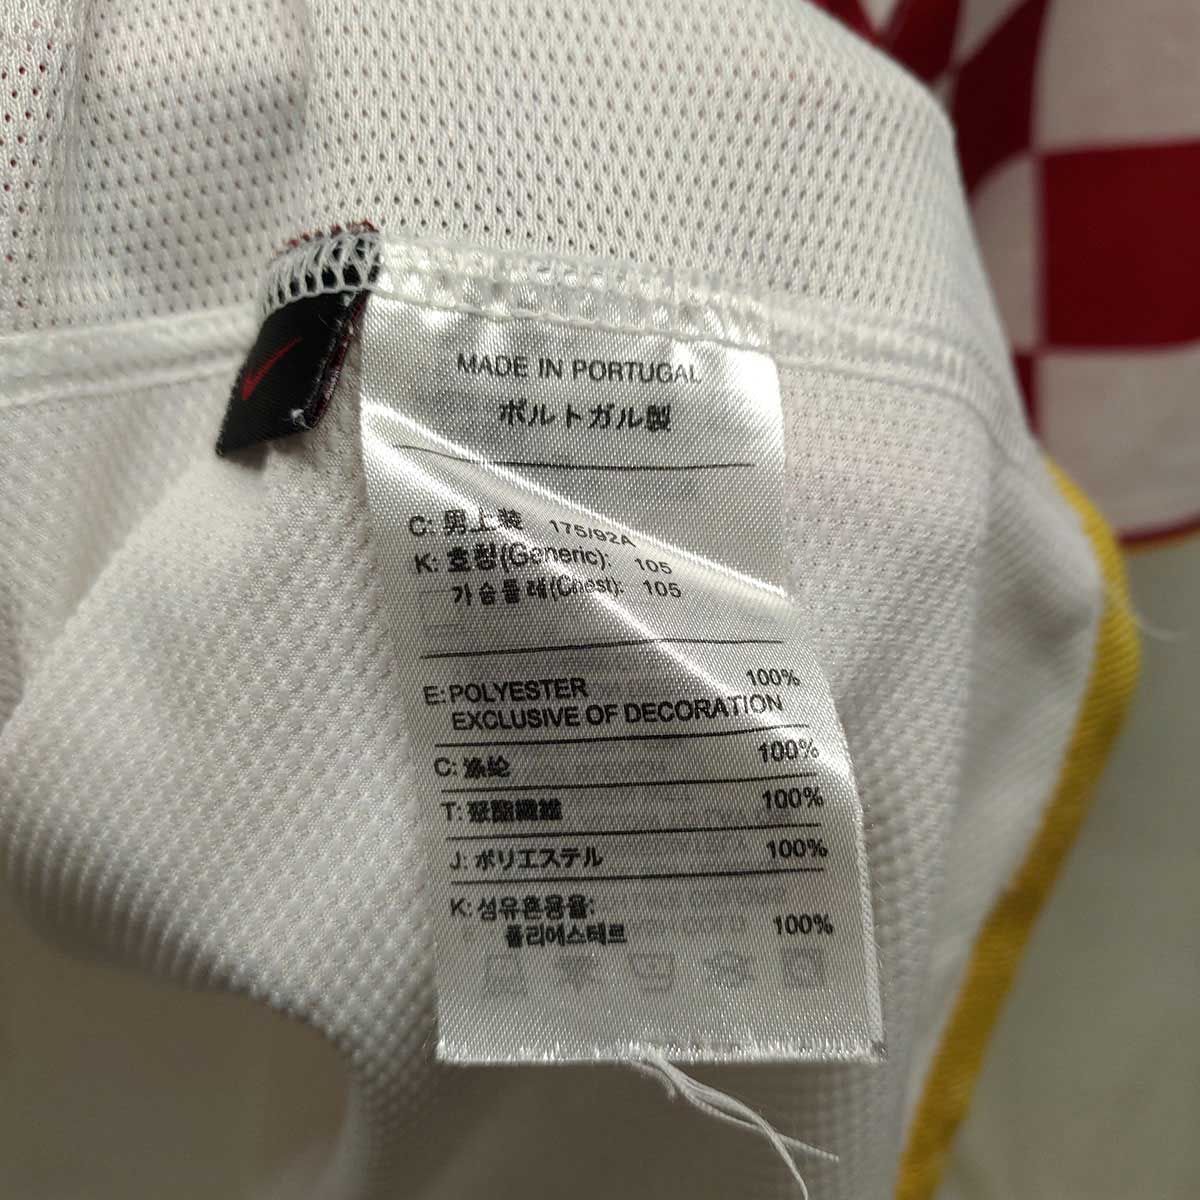 MADE IN PORTUGAL
ポルトガル製
C: 男上装 175/92A
K: 호칭(Generic): 105
가슴둘레(Chest): 105
E: POLYESTER 100%
EXCLUSIVE OF DECORATION
C: 涤纶 100%
T: 聚酯纖維 100%
J: ポリエステル 100%
K: 섬유혼용율:
폴리에스테르 100%